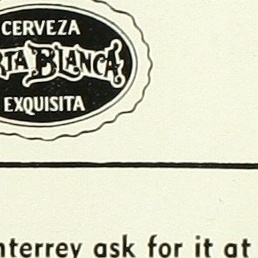 CERVEZA
RTA BLANCA
EXQUISITA
nterrey ask for it at